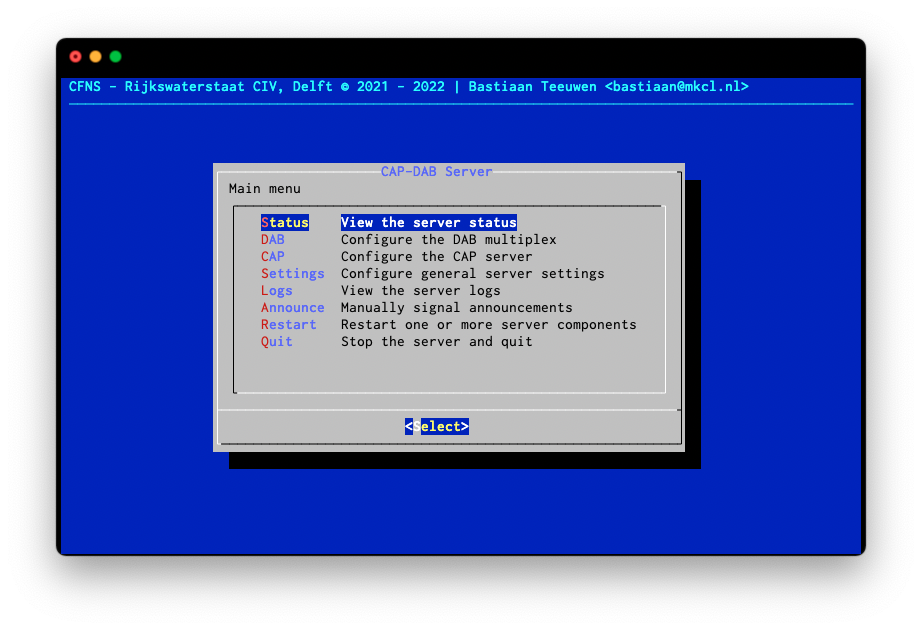 CFNS - Rijkswaterstaat CIV, Delft © 2021 - 2022 | Bastiaan Teeuwen <bastiaan@mkcl.nl>
CAP-DAB Server
Main menu
Status View the server status
DAB Configure the DAB multiplex
CAP Configure the CAP server
Settings Configure general server settings
Logs View the server logs
Announce Manually signal announcements
Restart Restart one or more server components
Quit Stop the server and quit
<Select>